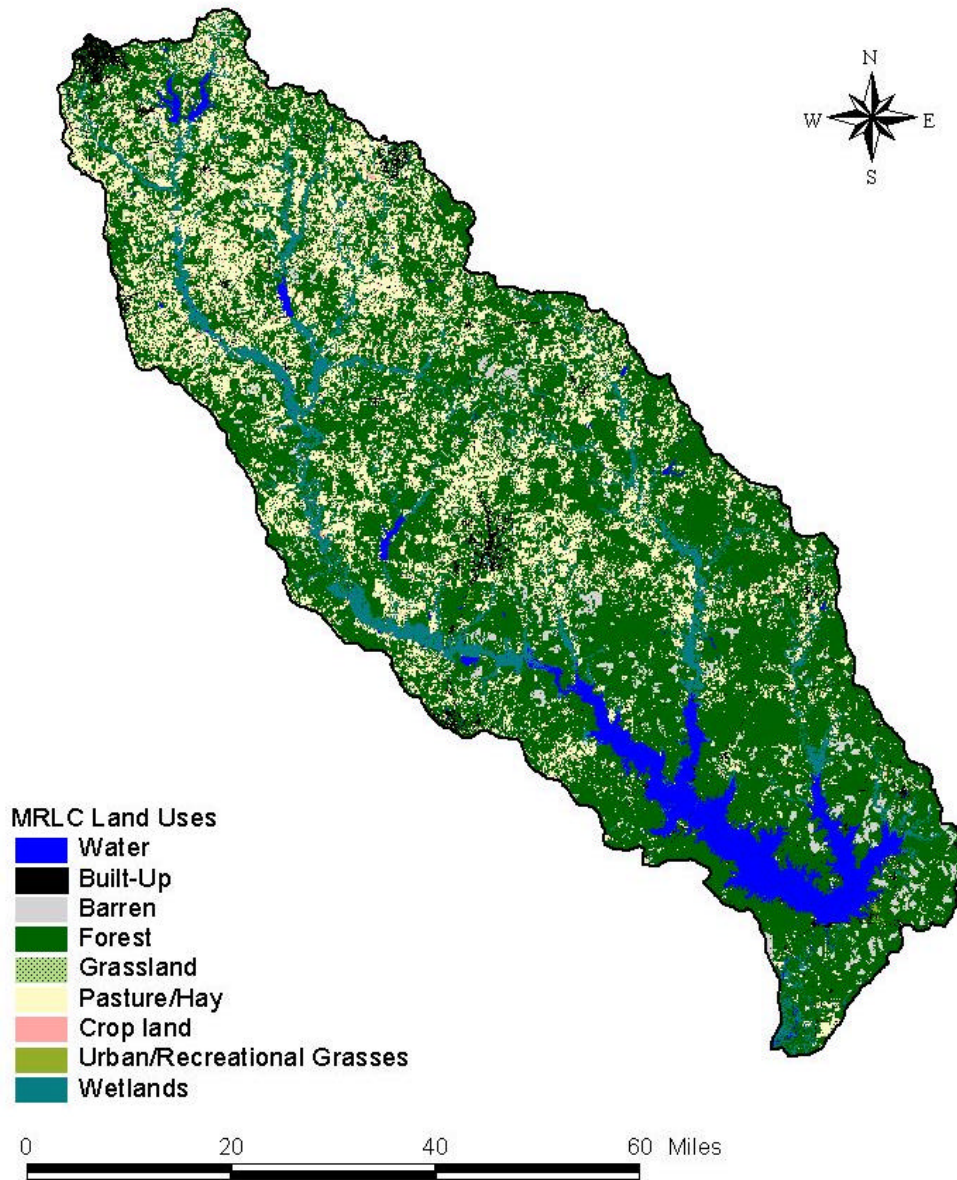 N
W E
S
MRLC Land Uses
Water
Built-Up
Barren
Forest
Grassland
Pasture/Hay
Crop land
Urban/Recreational Grasses
Wetlands
0 20 40 60 Miles